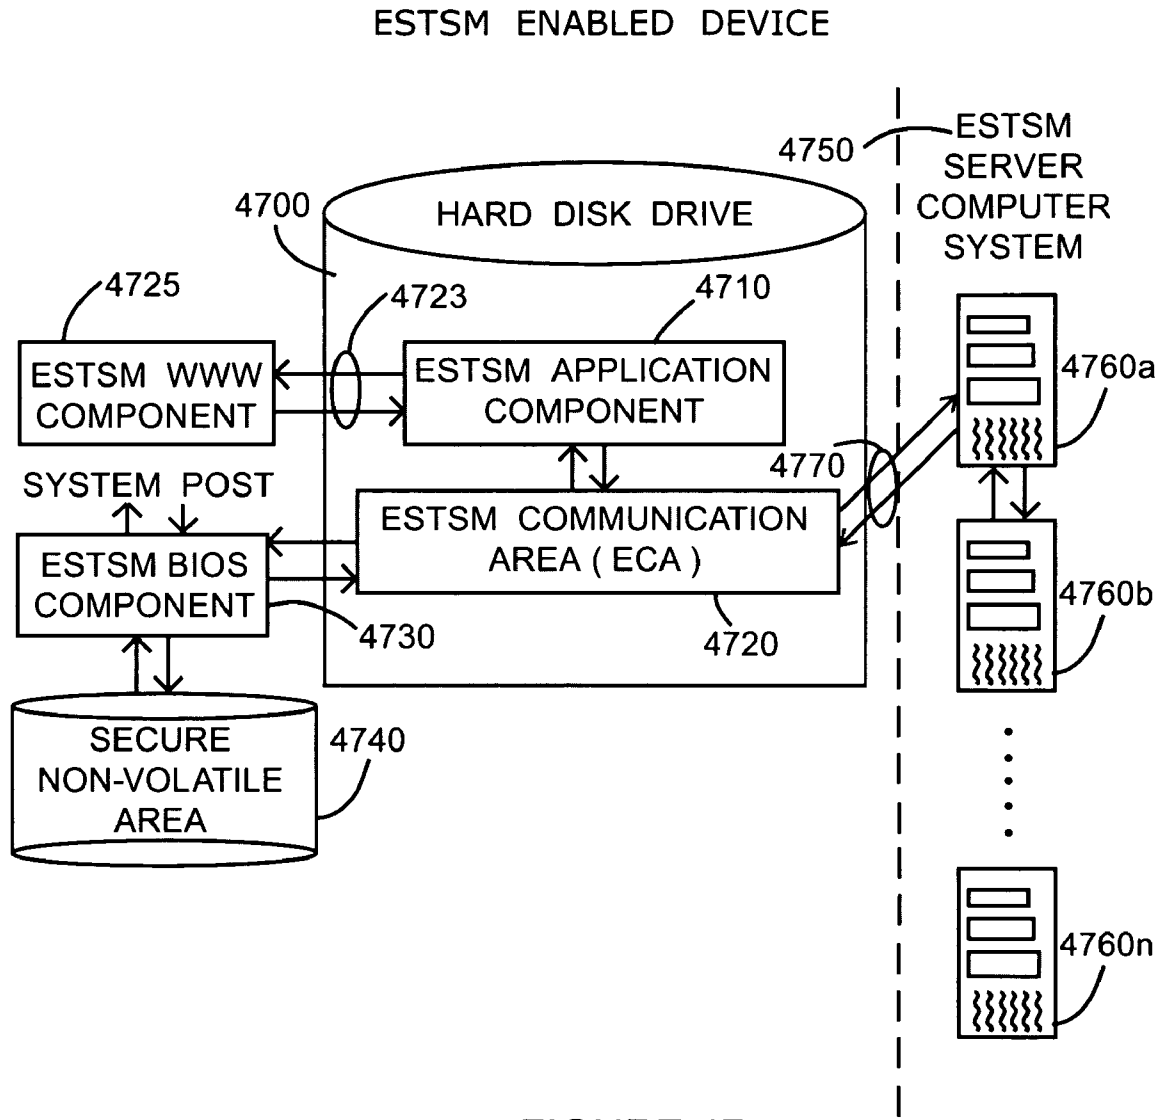 ESTSM ENABLED DEVICE
4750
ESTSM
SERVER
COMPUTER
SYSTEM
4700
HARD DISK DRIVE
4725
4723
4710
ESTSM WWW
COMPONENT
ESTSM APPLICATION
COMPONENT
4760a
4770
SYSTEM POST
ESTSM COMMUNICATION
AREA ( ECA )
ESTSM BIOS
COMPONENT
4760b
4730
4720
SECURE
NON-VOLATILE
AREA
4740
4760n